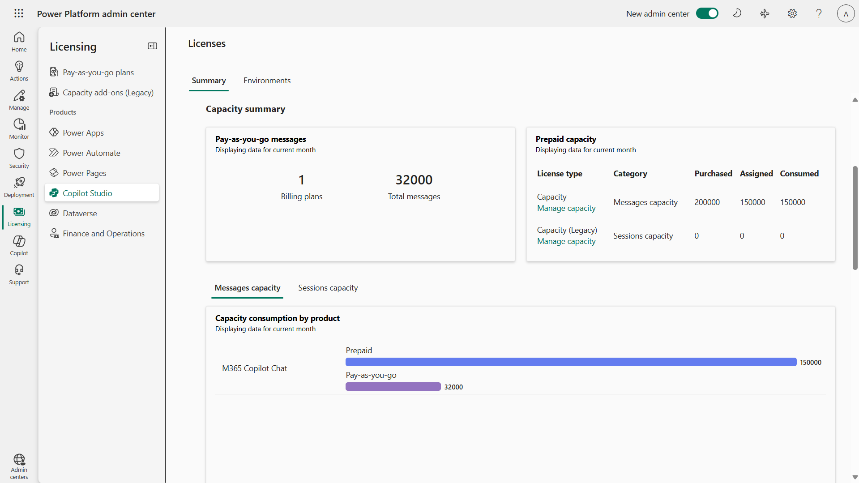 Power Platform admin center
New admin center
A
Home
Actions
Manage
Monitor
Security
Deployment
Licensing
Copilot
Support
Admin
centers
Licensing
Pay-as-you-go plans
Capacity add-ons (Legacy)
Products
Power Apps
Power Automate
Power Pages
Copilot Studio
Dataverse
Finance and Operations
Licenses
Summary Environments
Capacity summary
Pay-as-you-go messages
Displaying data for current month
1 32000
Billing plans Total messages
Prepaid capacity
Displaying data for current month
License type Category Purchased Assigned Consumed
Capacity
Manage capacity Messages capacity 200000 150000 150000
Capacity (Legacy)
Manage capacity Sessions capacity 0 0 0
Messages capacity Sessions capacity
Capacity consumption by product
Displaying data for current month
M365 Copilot Chat
Prepaid
150000
Pay-as-you-go
32000